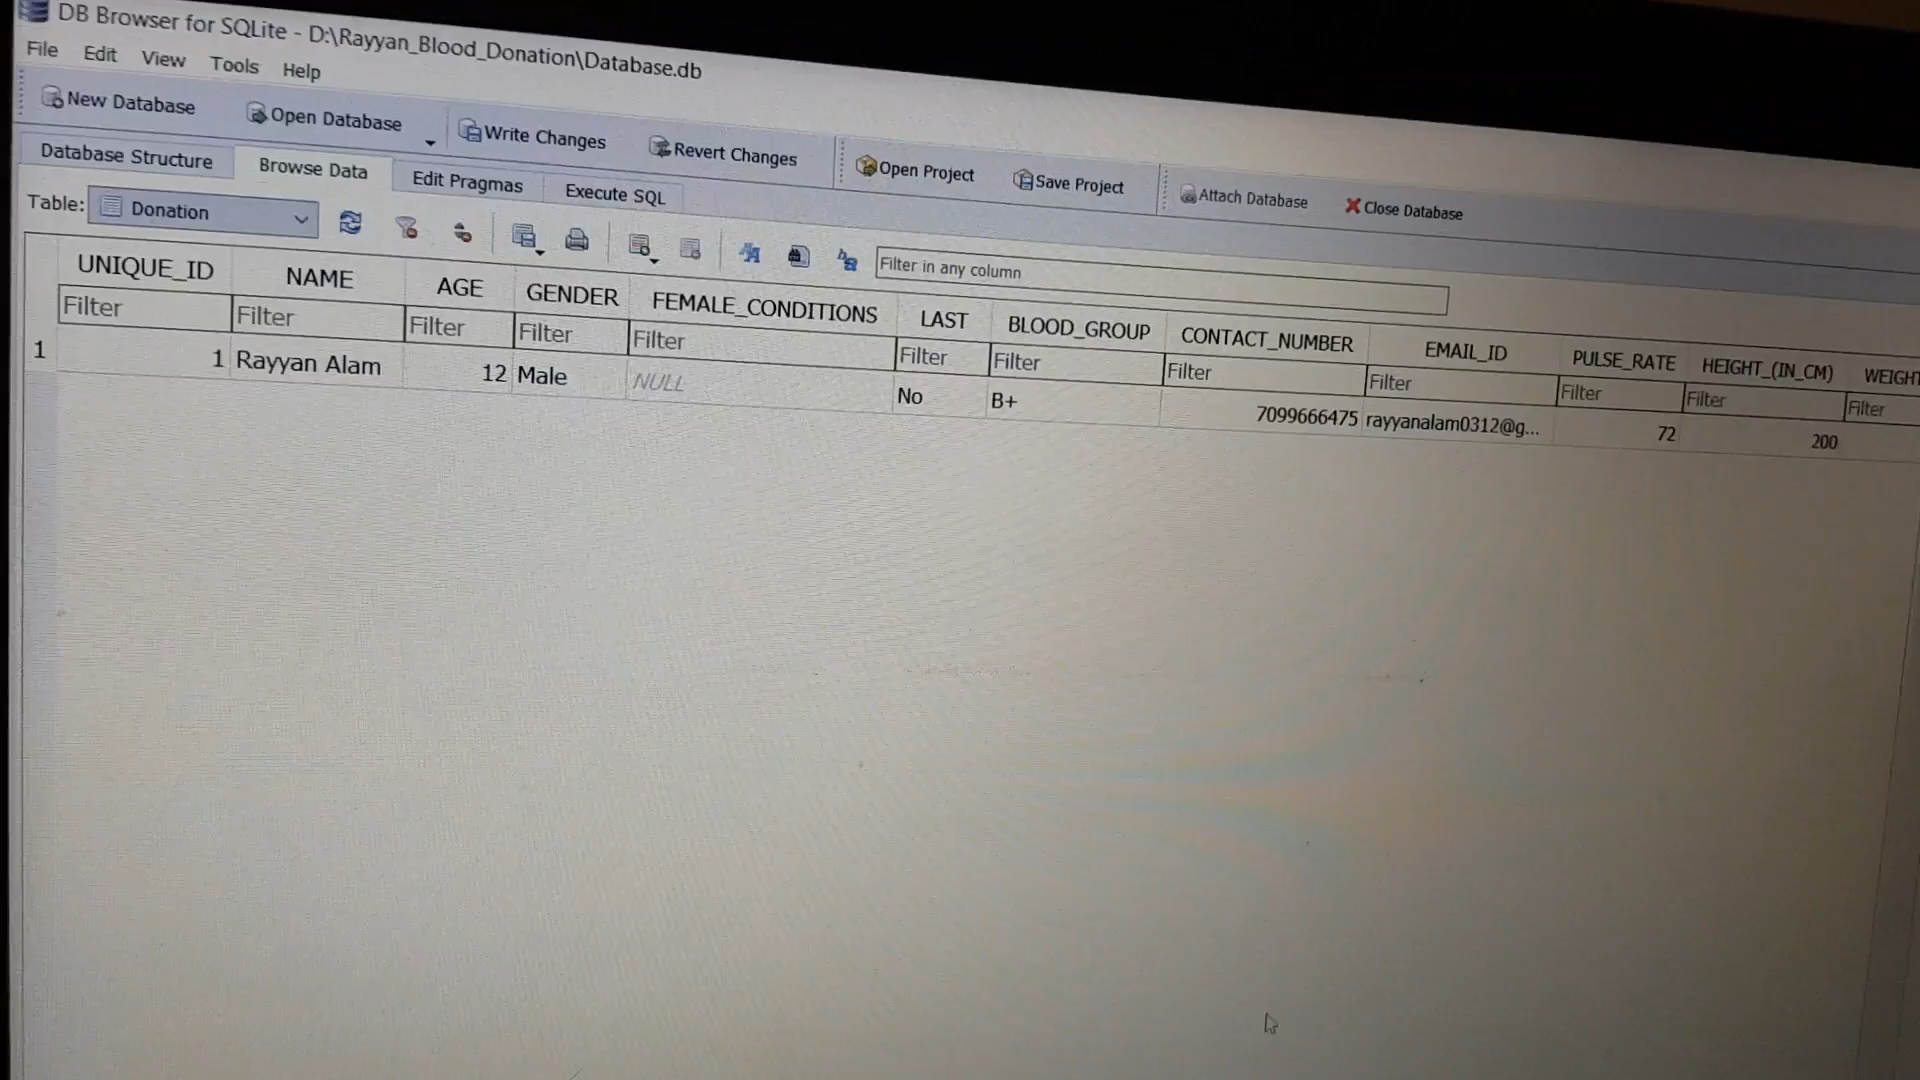 DB Browser for SQLite - D:\Rayyan_Blood_Donation\Database.db
File Edit View Tools Help
New Database Open Database Write Changes Revert Changes Open Project Save Project Attach Database Close Database
Database Structure Browse Data Edit Pragmas Execute SQL
Table: Donation Filter in any column
UNIQUE_ID NAME AGE GENDER FEMALE_CONDITIONS LAST BLOOD_GROUP CONTACT_NUMBER EMAIL_ID PULSE_RATE HEIGHT_(IN_CM) WEIGHT
Filter Filter Filter Filter Filter Filter Filter Filter Filter Filter Filter Filter
1 1 Rayyan Alam 12 Male NULL No B+ 7099666475 rayyanalam0312@g... 72 200